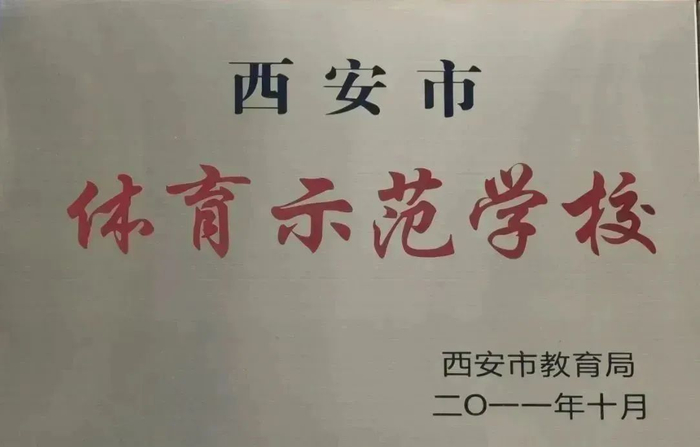 西安市
体育示范学校
西安市教育局
二〇一一年十月